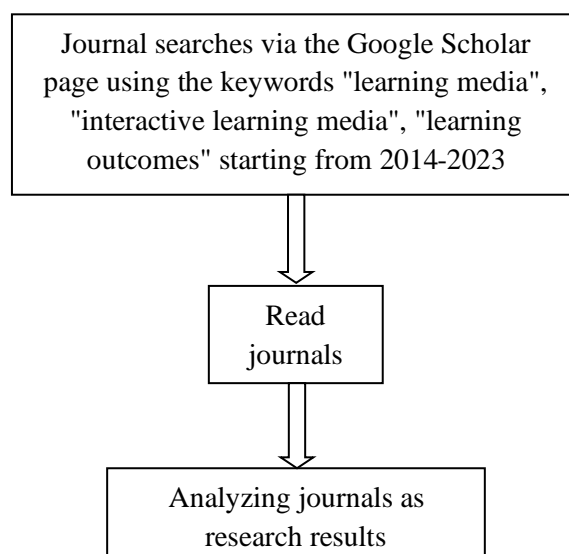 Journal searches via the Google Scholar
page using the keywords "learning media",
"interactive learning media", "learning
outcomes" starting from 2014-2023
Read
journals
Analyzing journals as
research results